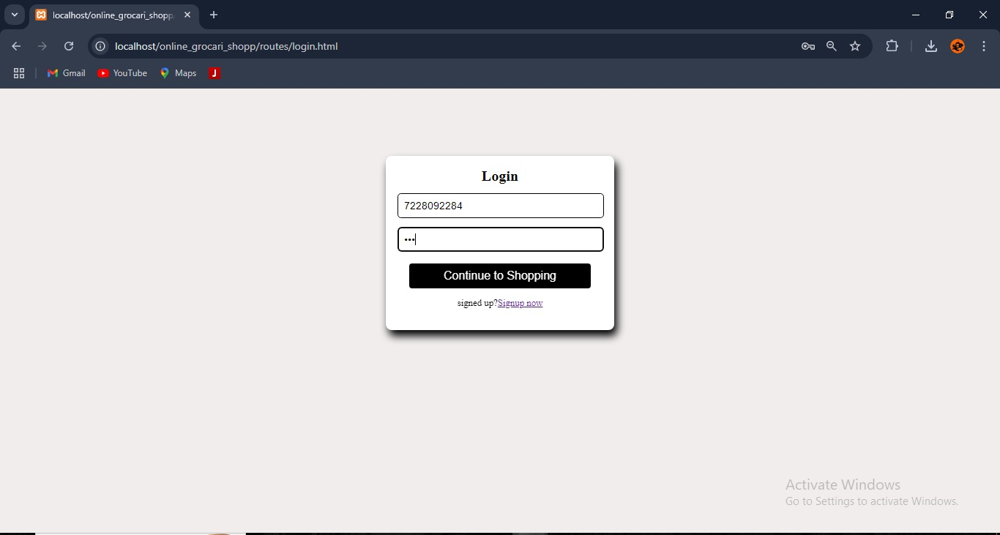 localhost/online_grocari_shopp
localhost/online_grocari_shopp/routes/login.html
Gmail
YouTube
Maps
J
Login
7228092284
•••
Continue to Shopping
signed up?Signup now
Activate Windows
Go to Settings to activate Windows.